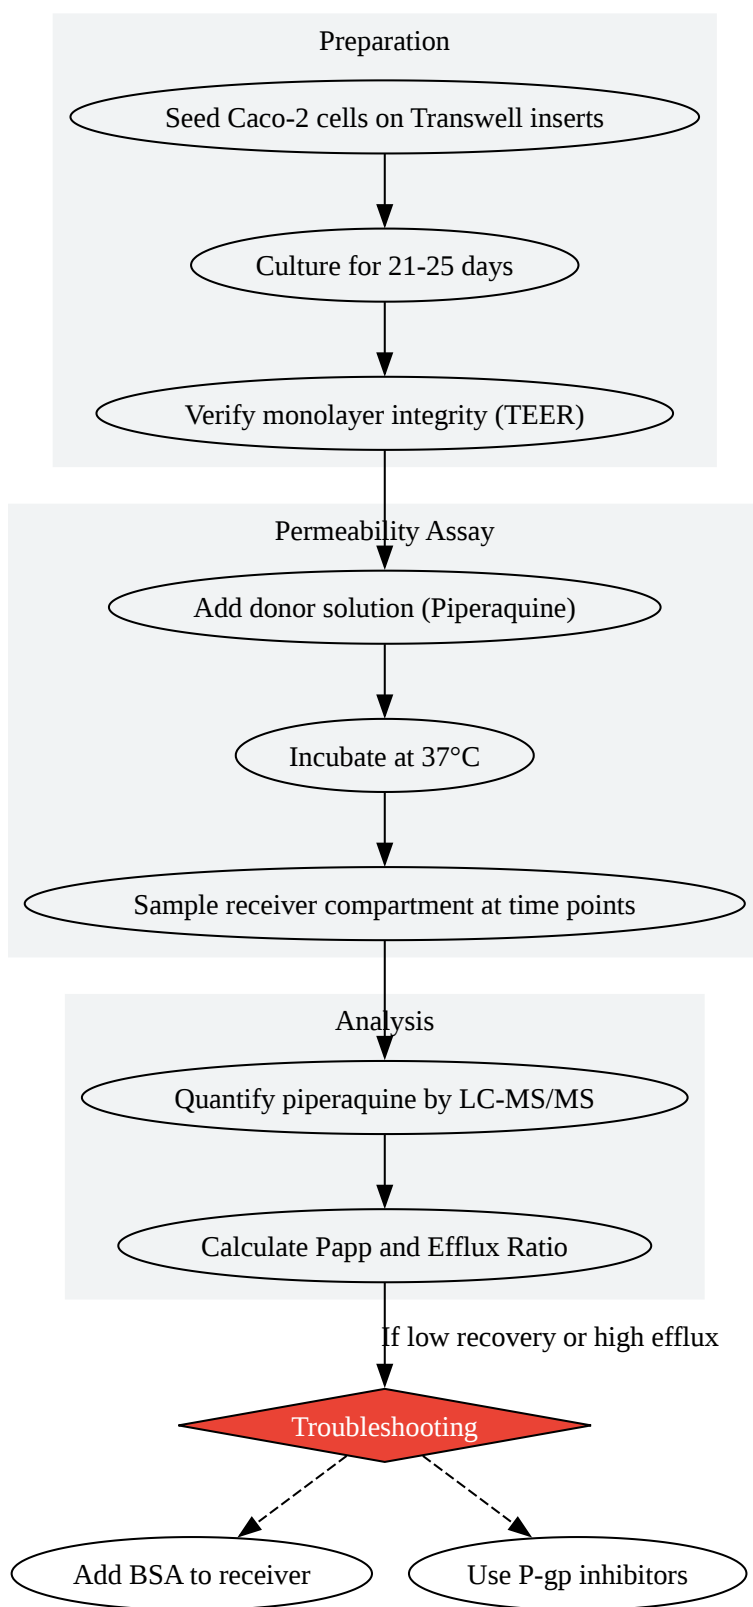 Preparation
Seed Caco-2 cells on Transwell inserts
Culture for 21-25 days
Verify monolayer integrity (TEER)
Permeability Assay
Add donor solution (Piperaquine)
Incubate at 37°C
Sample receiver compartment at time points
Analysis
Quantify piperaquine by LC-MS/MS
Calculate Papp and Efflux Ratio
If low recovery or high efflux
Troubleshooting
Add BSA to receiver
Use P-gp inhibitors